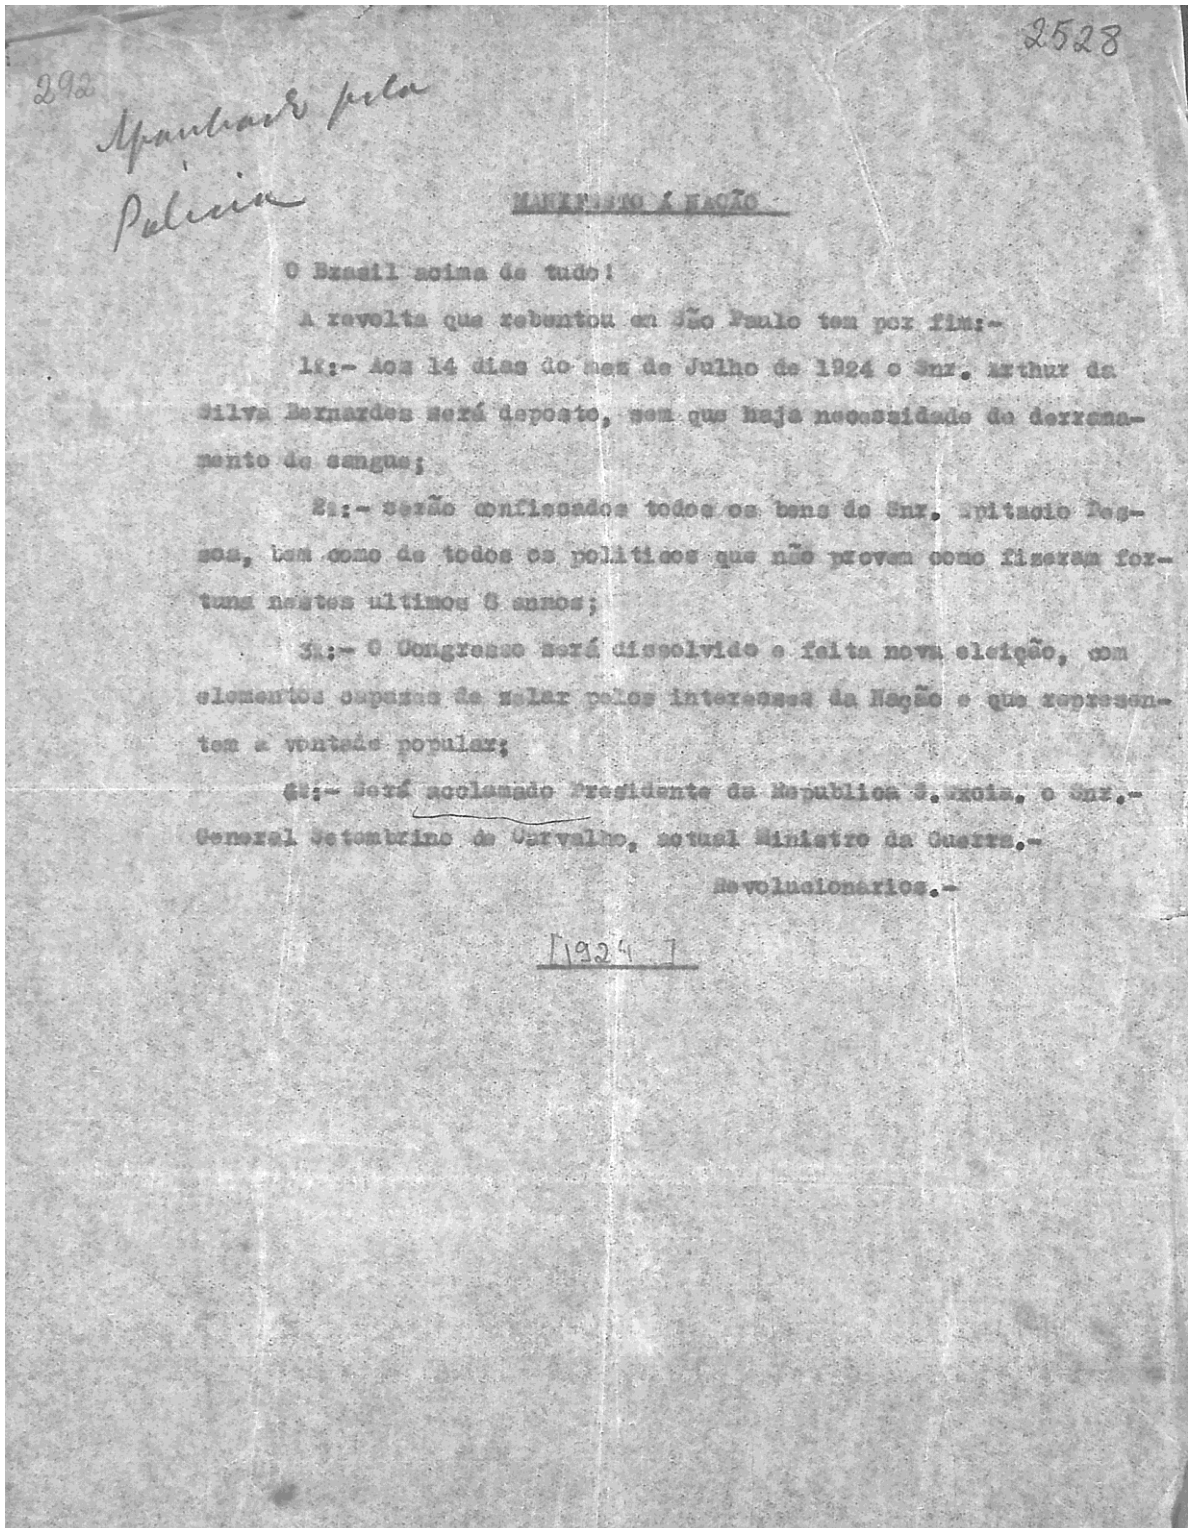 2528
292
Apanhado pela
Policia
MANIFESTO Á NAÇÃO
O Brasil acima de tudo!
A revolta que rebentou em São Paulo tem por fim:-
1º:- Aos 14 dias do mes de Julho de 1924 o Snr. Arthur da
Silva Bernardes será deposto, sem que haja necessidade de derrama-
mento de sangue;
2º:- serão confiscados todos os bens do Snr. Epitacio Pes-
soa, bem como de todos os politicos que não provem como fizeram for-
tuna nestes ultimos 6 annos;
3º:- O Congresso será dissolvido e feita nova eleição, com
elementos capazes de zelar pelos interesses da Nação e que represen-
tem a vontade popular;
4º:- Será acclamado Presidente da Republica S.Excia. o Snr.-
General Setembrino de Carvalho, actual Ministro da Guerra.-
Revolucionarios.-
[1924 ]